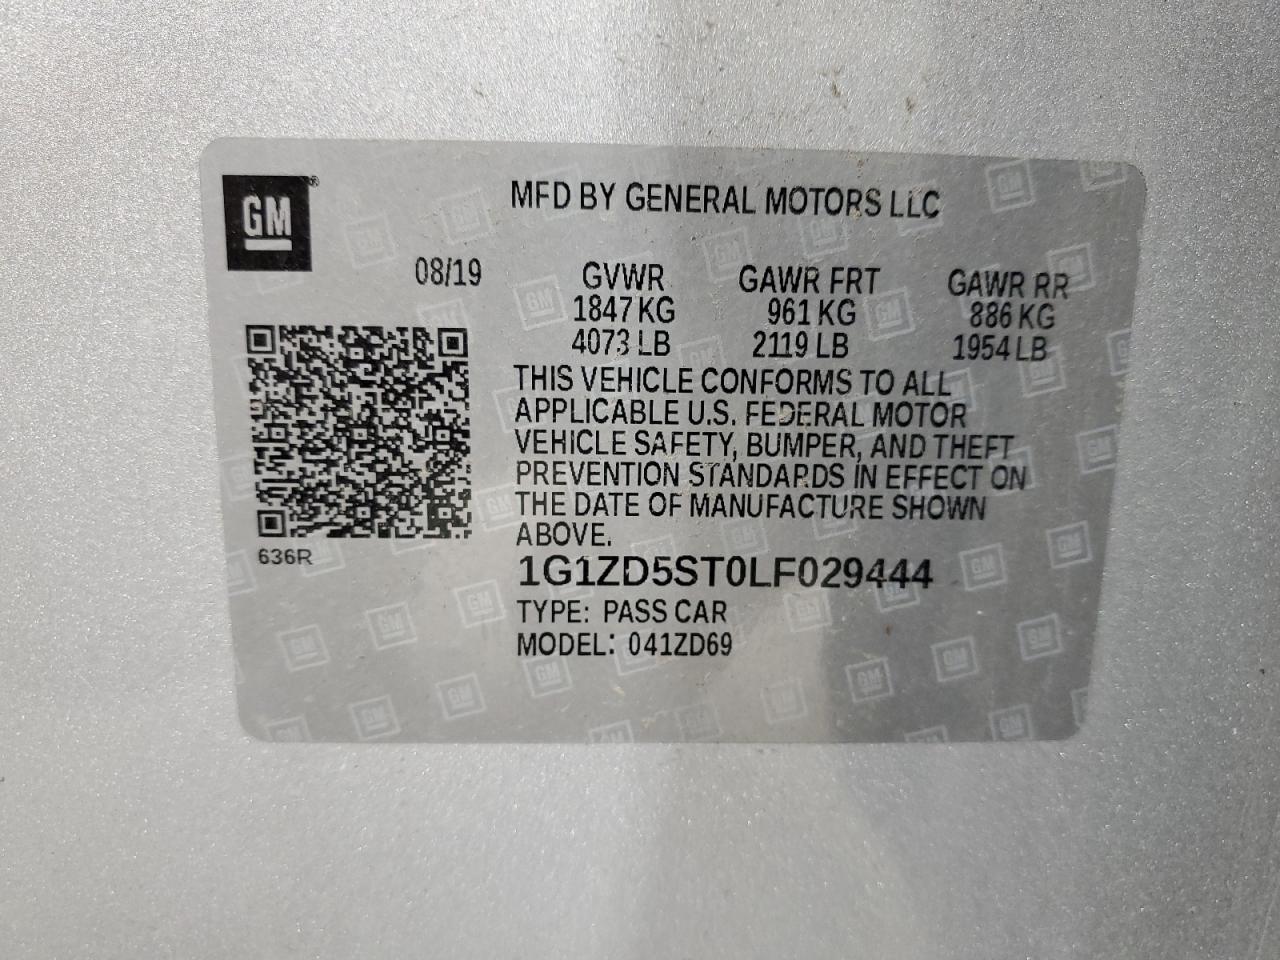 GM®
MFD BY GENERAL MOTORS LLC
08/19 GVWR GAWR FRT GAWR RR
1847 KG 961 KG 886 KG
4073 LB 2119 LB 1954 LB
THIS VEHICLE CONFORMS TO ALL
APPLICABLE U.S. FEDERAL MOTOR
VEHICLE SAFETY, BUMPER, AND THEFT
PREVENTION STANDARDS IN EFFECT ON
THE DATE OF MANUFACTURE SHOWN
ABOVE.
636R
1G1ZD5ST0LF029444
TYPE: PASS CAR
MODEL: 041ZD69